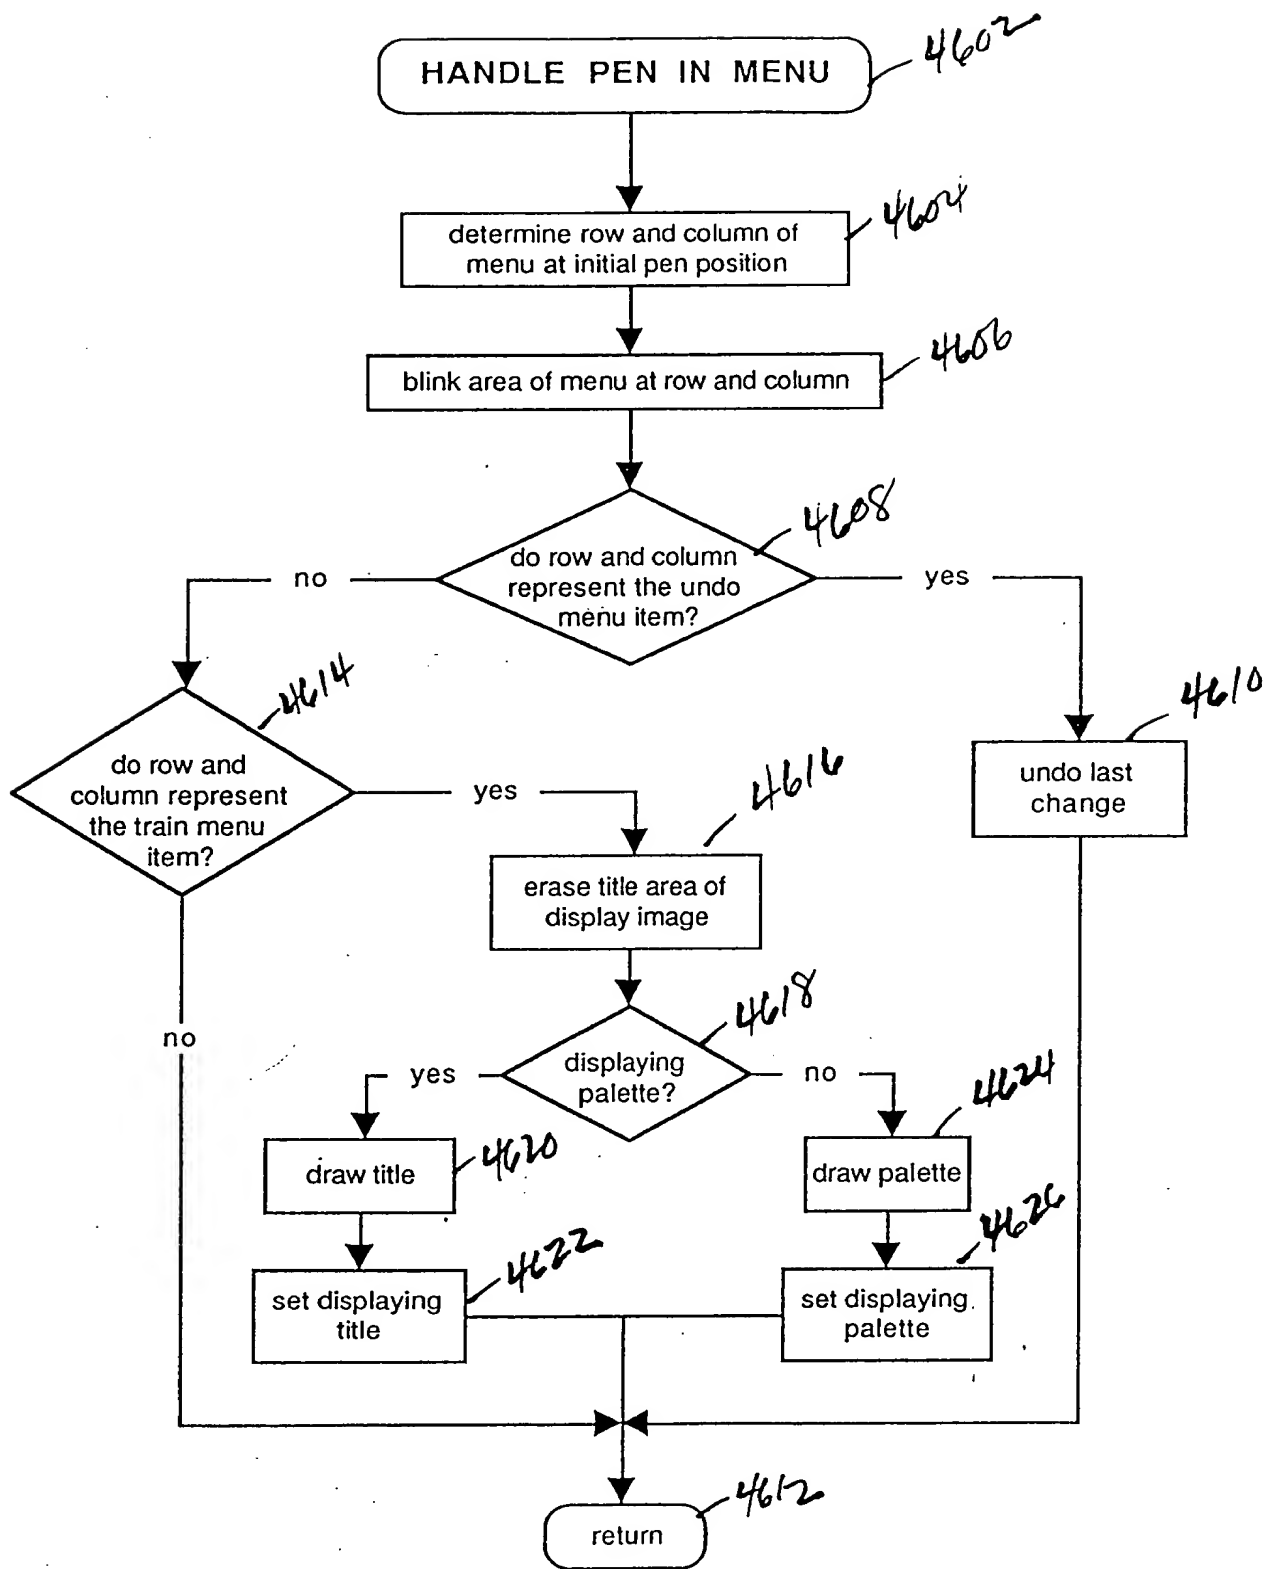 HANDLE PEN IN MENU
4602
determine row and column of
menu at initial pen position
4604
blink area of menu at row and column
4606
do row and column
represent the undo
menu item?
4608
no
yes
4614
do row and
column represent
the train menu
item?
yes
4616
erase title area of
display image
4610
undo last
change
no
4618
displaying
palette?
yes
no
4620
draw title
4624
draw palette
4622
set displaying
title
4626
set displaying
palette
4612
return